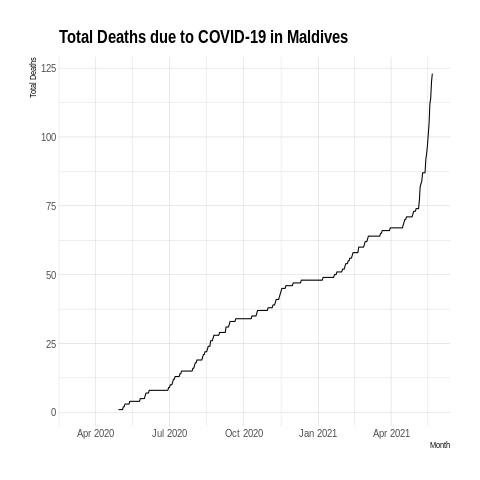 Total Deaths due to COVID-19 in Maldives
Total Deaths
125
100
75
50
25
0
Apr 2020 Jul 2020 Oct 2020 Jan 2021 Apr 2021
Month